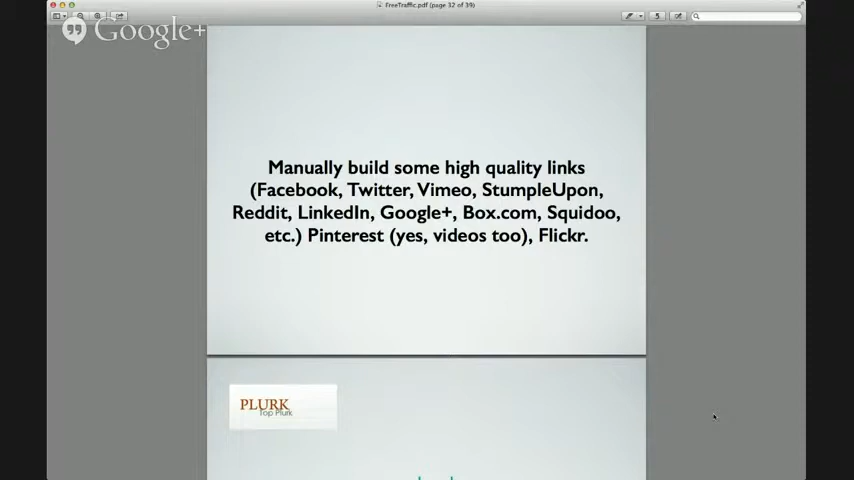 FreeTraffic.pdf (page 32 of 39)
Google+
Manually build some high quality links
(Facebook, Twitter, Vimeo, StumpleUpon,
Reddit, LinkedIn, Google+, Box.com, Squidoo,
etc.) Pinterest (yes, videos too), Flickr.
PLURK
Top Plurk